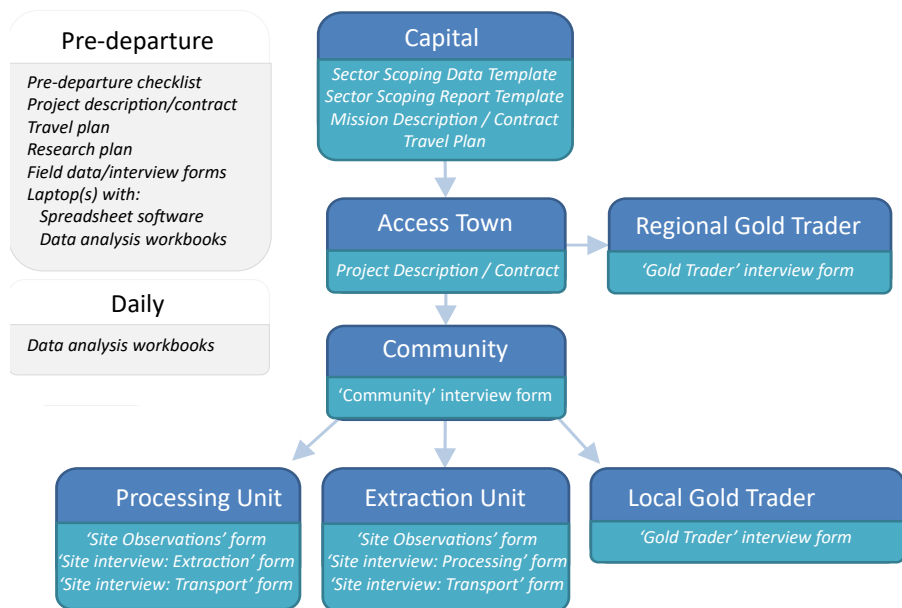 Pre-departure
Pre-departure checklist
Project description/contract
Travel plan
Research plan
Field data/interview forms
Laptop(s) with:
Spreadsheet software
Data analysis workbooks
Daily
Data analysis workbooks
Capital
Sector Scoping Data Template
Sector Scoping Report Template
Mission Description / Contract
Travel Plan
Access Town
Project Description / Contract
Regional Gold Trader
‘Gold Trader’ interview form
Community
‘Community’ interview form
Processing Unit
‘Site Observations’ form
‘Site interview: Extraction’ form
‘Site interview: Transport’ form
Extraction Unit
‘Site Observations’ form
‘Site interview: Processing’ form
‘Site interview: Transport’ form
Local Gold Trader
‘Gold Trader’ interview form